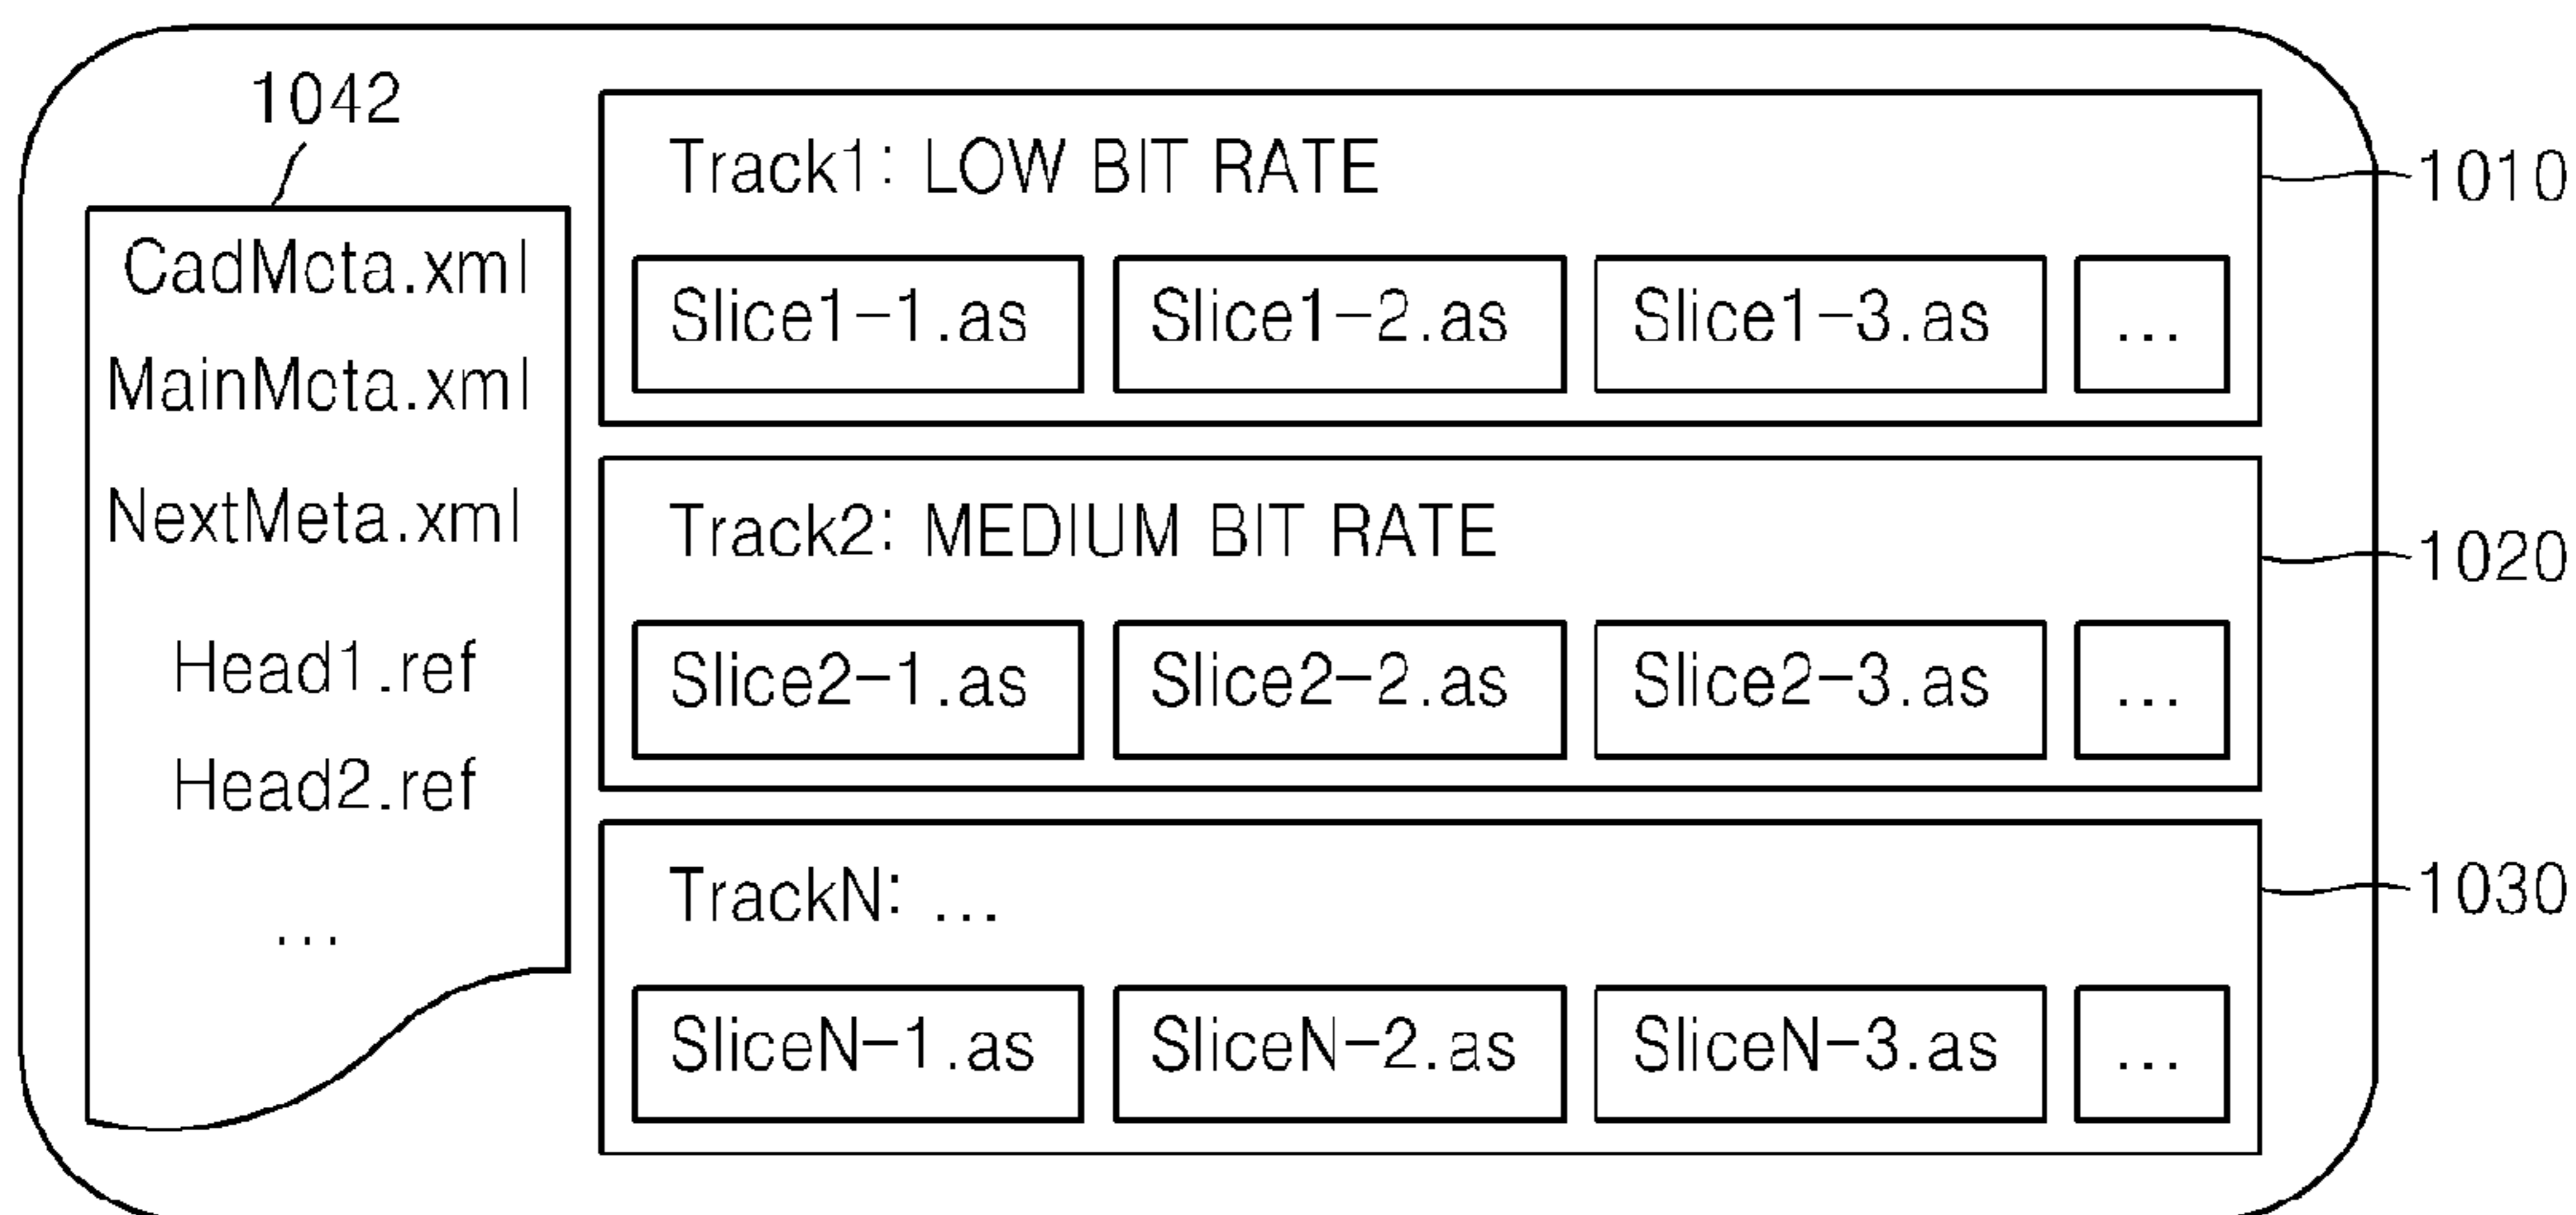 1042
CadMcta.xml
MainMcta.xml
NextMeta.xml
Head1.ref
Head2.ref
...
Track1: LOW BIT RATE
Slice1-1.as
Slice1-2.as
Slice1-3.as
...
1010
Track2: MEDIUM BIT RATE
Slice2-1.as
Slice2-2.as
Slice2-3.as
...
1020
TrackN: ...
SliceN-1.as
SliceN-2.as
SliceN-3.as
...
1030